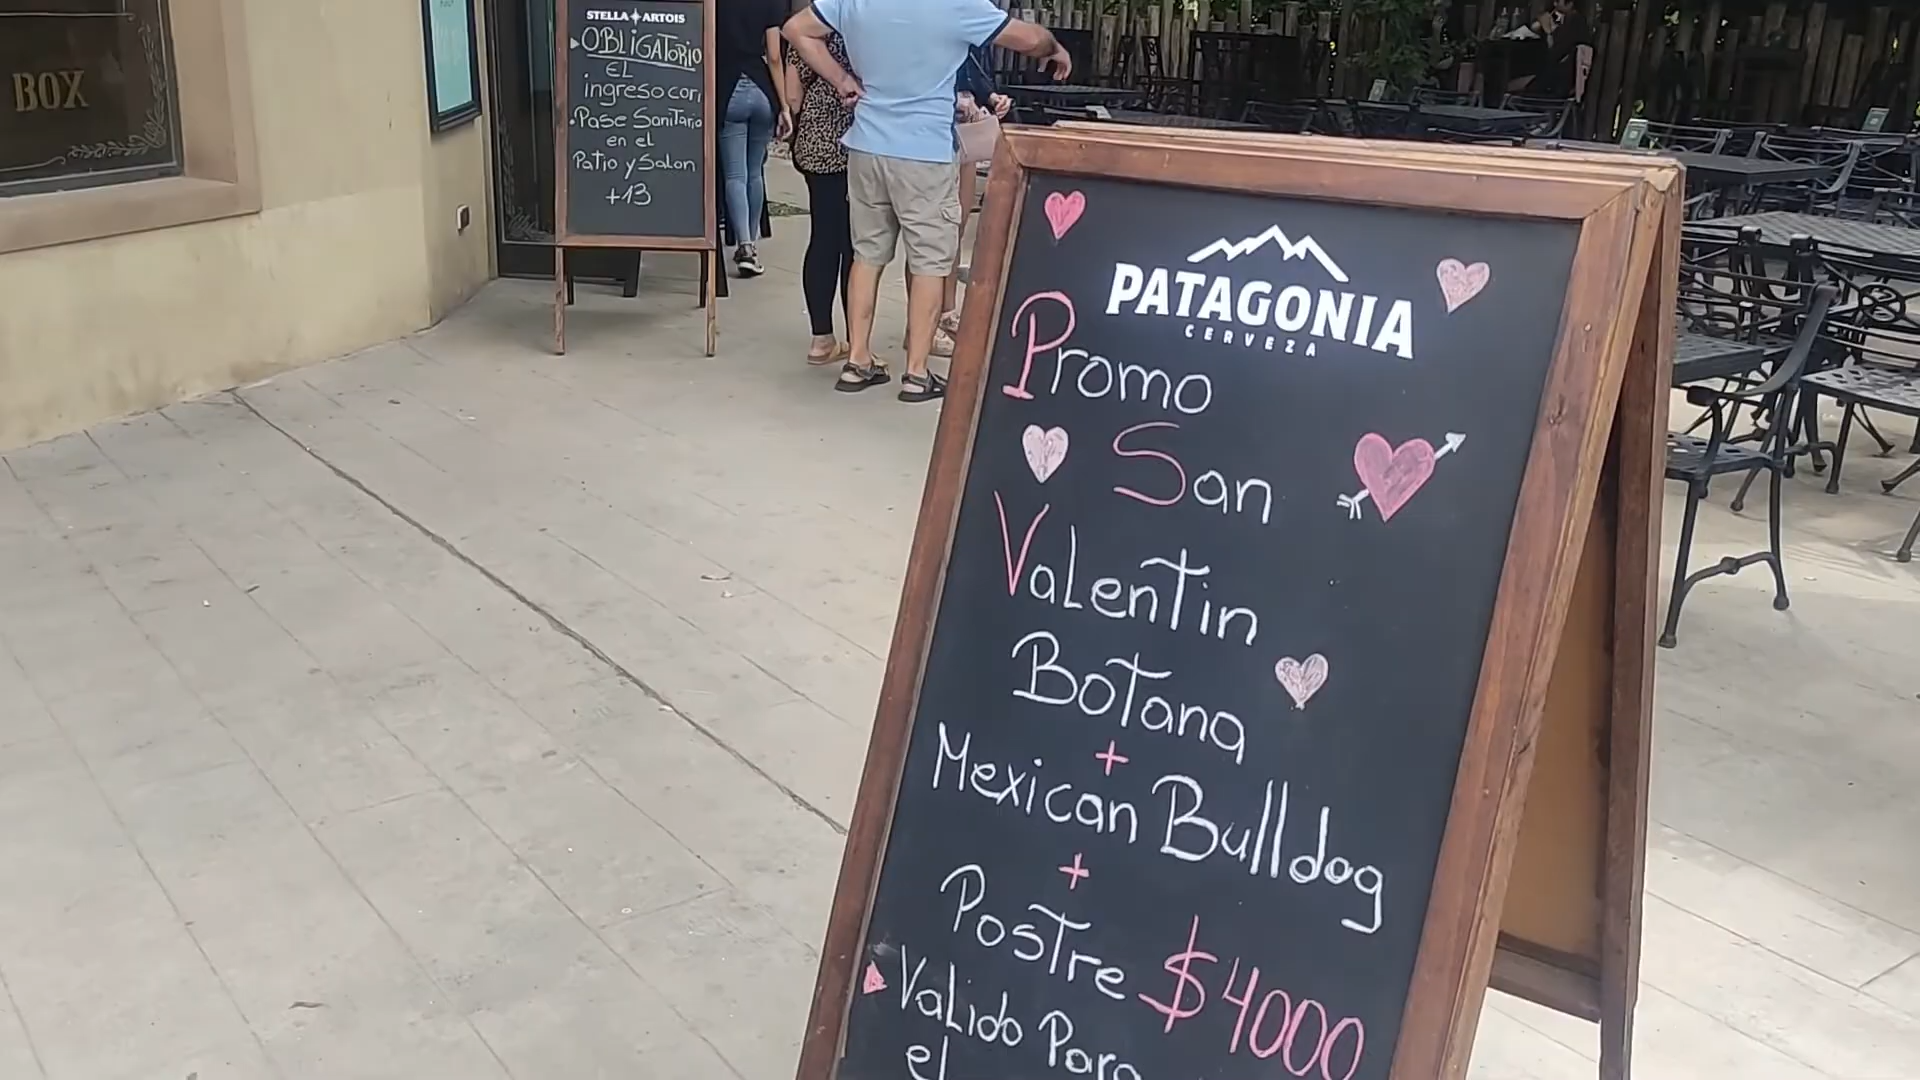 BOX
STELLA ARTOIS
OBLIGATORIO
EL
ingreso con
Pase Sanitario
en el
Patio y Salon
+13
PATAGONIA
CERVEZA
Promo
San
Valentin
Botana
+
Mexican Bulldog
+
Postre $4000
Valido Para
el